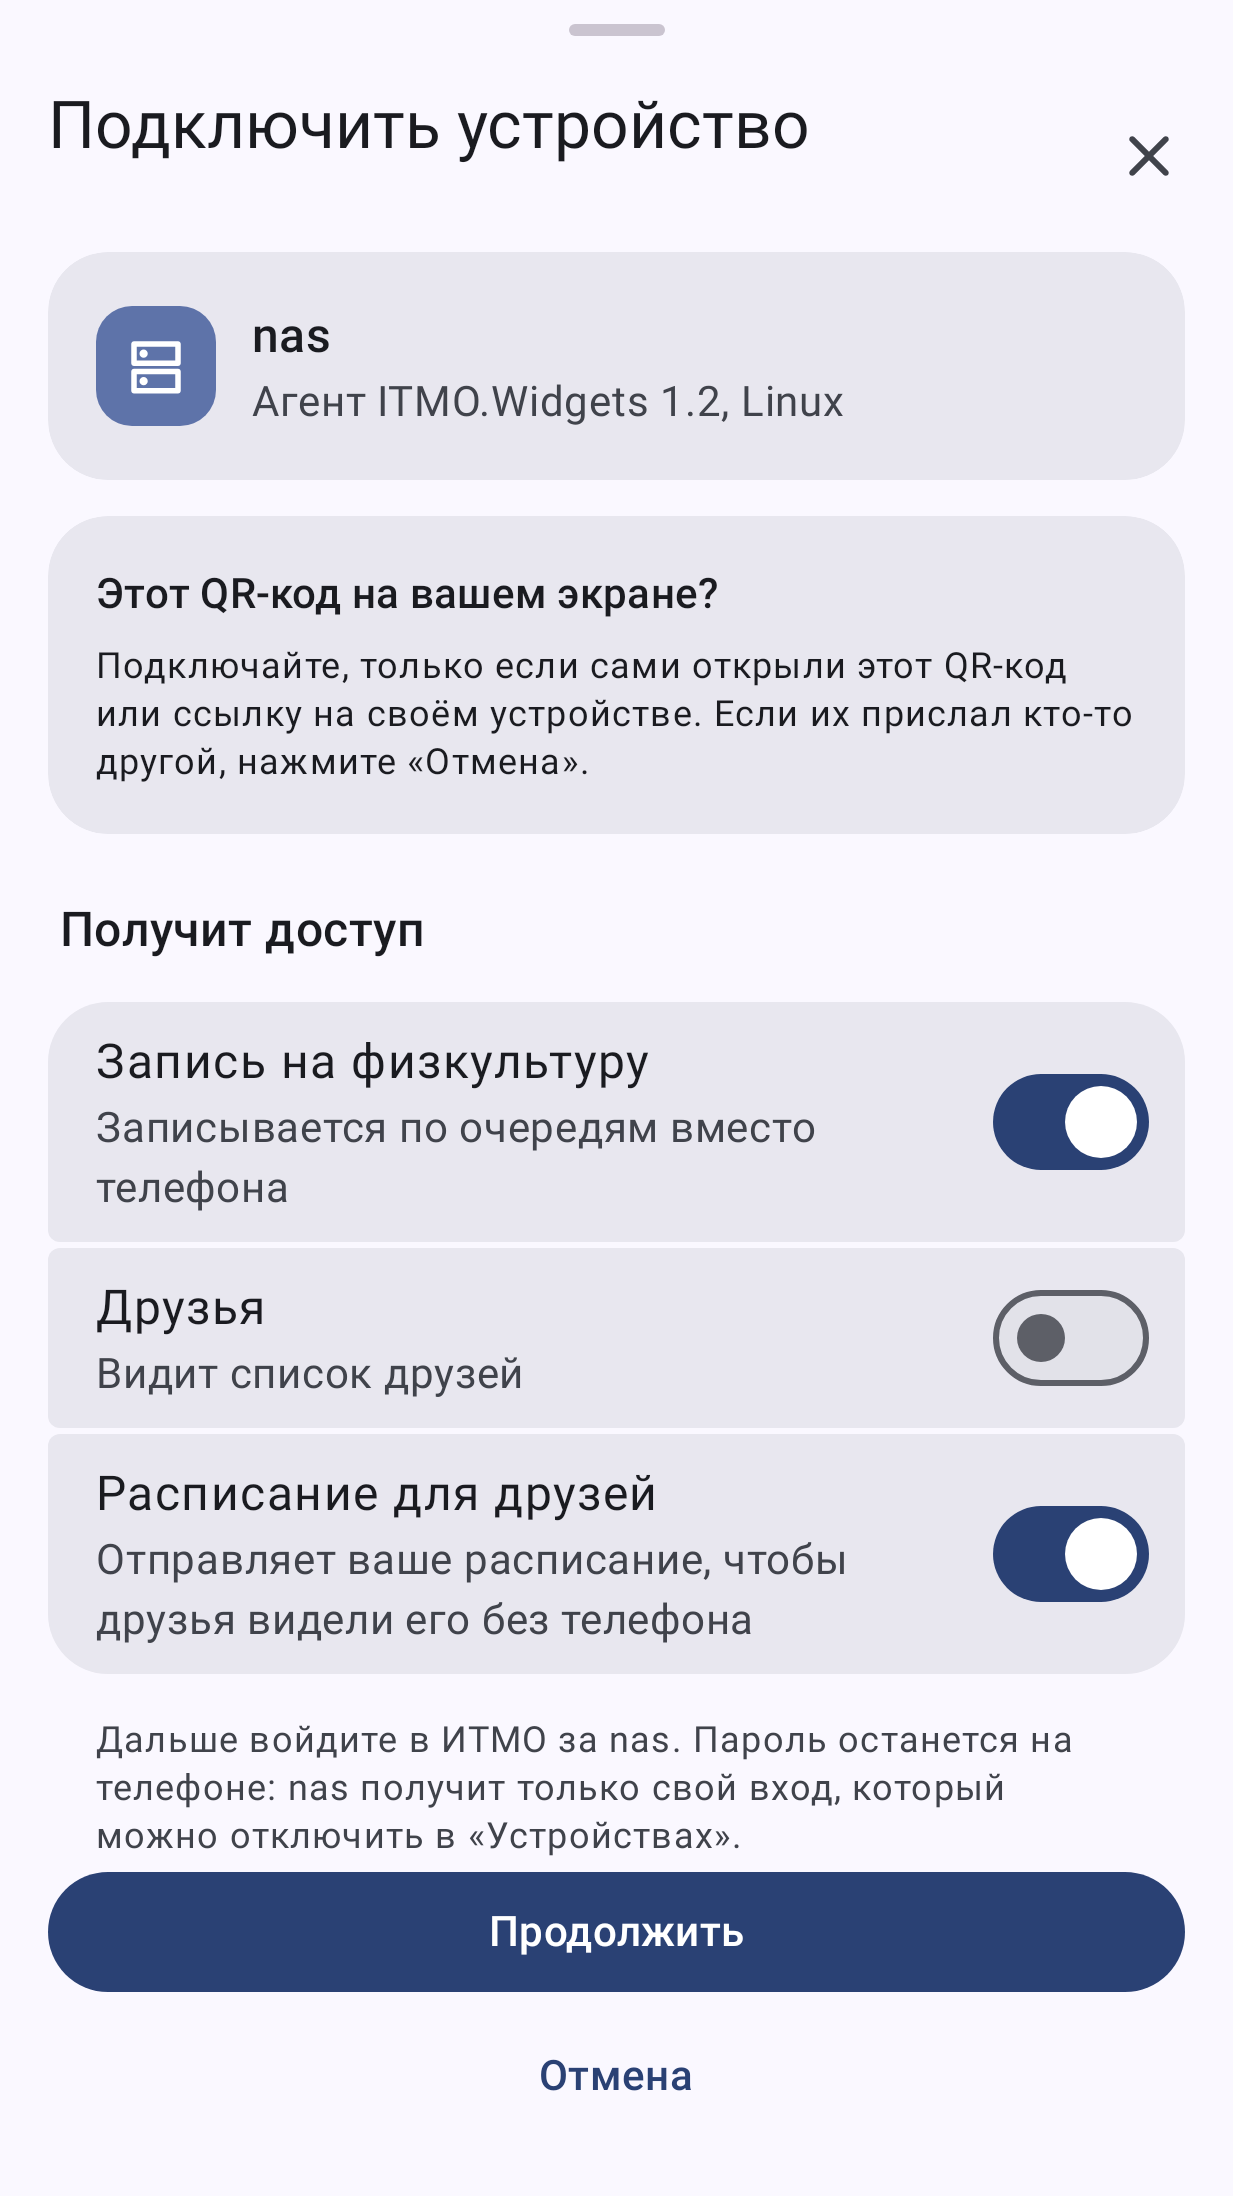 Подключить устройство
nas
Агент ITMO.Widgets 1.2, Linux
Этот QR-код на вашем экране?
Подключайте, только если сами открыли этот QR-код
или ссылку на своём устройстве. Если их прислал кто-то
другой, нажмите «Отмена».
Получит доступ
Запись на физкультуру
Записывается по очередям вместо
телефона
Друзья
Видит список друзей
Расписание для друзей
Отправляет ваше расписание, чтобы
друзья видели его без телефона
Дальше войдите в ИТМО за nas. Пароль останется на
телефоне: nas получит только свой вход, который
можно отключить в «Устройствах».
Продолжить
Отмена